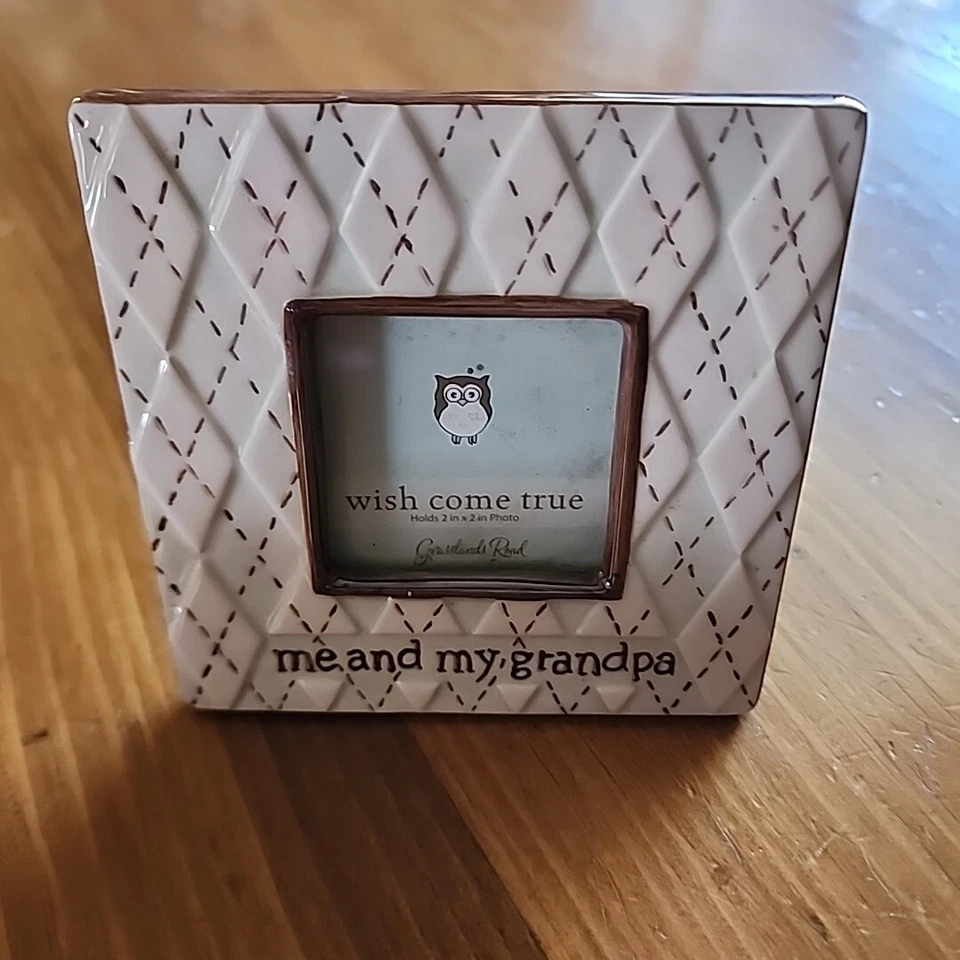 wish come true
Holds 2 in x 2 in Photo
Grasslands Road
me and my grandpa